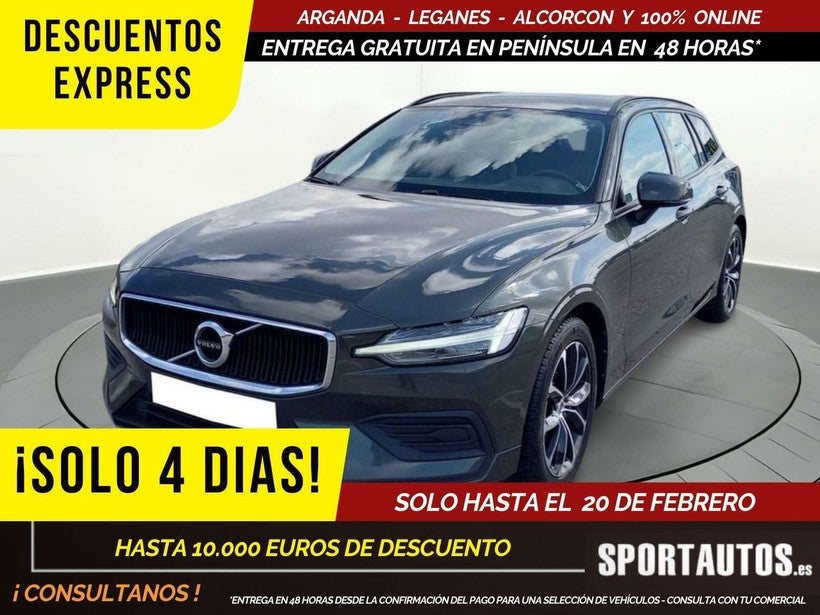 DESCUENTOS
EXPRESS
ARGANDA - LEGANES - ALCORCON Y 100% ONLINE
ENTREGA GRATUITA EN PENÍNSULA EN 48 HORAS*
VOLVO
¡SOLO 4 DIAS!
SOLO HASTA EL 20 DE FEBRERO
HASTA 10.000 EUROS DE DESCUENTO
SPORTAUTOS.es
¡ CONSULTANOS !
*ENTREGA EN 48 HORAS DESDE LA CONFIRMACIÓN DEL PAGO PARA UNA SELECCIÓN DE VEHÍCULOS - CONSULTA CON TU COMERCIAL